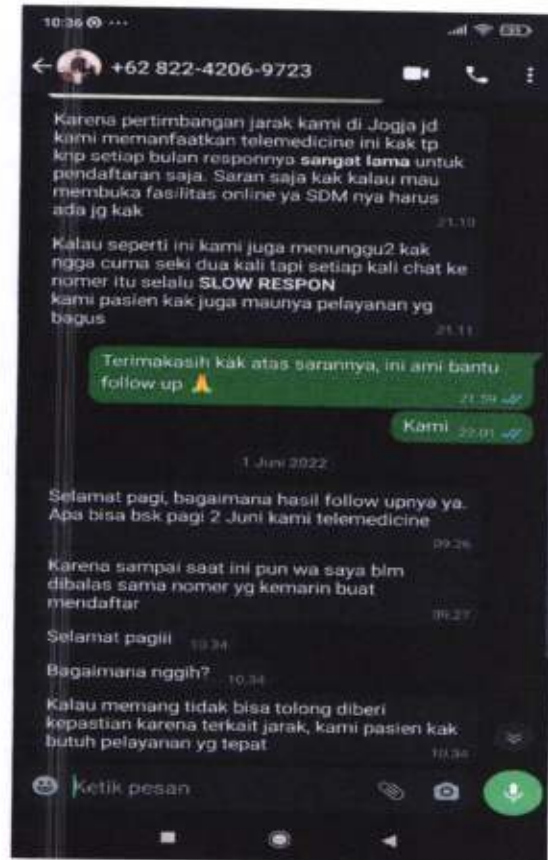 10:36
+62 822-4206-9723
Karena pertimbangan jarak kami di Jogja jd
kami memanfaatkan telemedicine ini kak tp
knp setiap bulan responnya sangat lama untuk
pendaftaran saja. Saran saja kak kalau mau
membuka fasilitas online ya SDM nya harus
ada jg kak
21.10
Kalau seperti ini kami juga menunggu2 kak
ngga cuma seki dua kali tapi setiap kali chat ke
nomer itu selalu SLOW RESPON
kami pasien kak juga maunya pelayanan yg
bagus
21.11
Terimakasih kak atas sarannya, ini ami bantu
follow up 🙏
21.59
Kami 22.01
1 Juni 2022
Selamat pagi, bagaimana hasil follow upnya ya.
Apa bisa bsk pagi 2 Juni kami telemedicine
09.26
Karena sampai saat ini pun wa saya blm
dibalas sama nomer yg kemarin buat
mendaftar
09.27
Selamat pagiii 10.34
Bagaimana nggih? 10.34
Kalau memang tidak bisa tolong diberi
kepastian karena terkait jarak, kami pasien kak
butuh pelayanan yg tepat
10.34
Ketik pesan